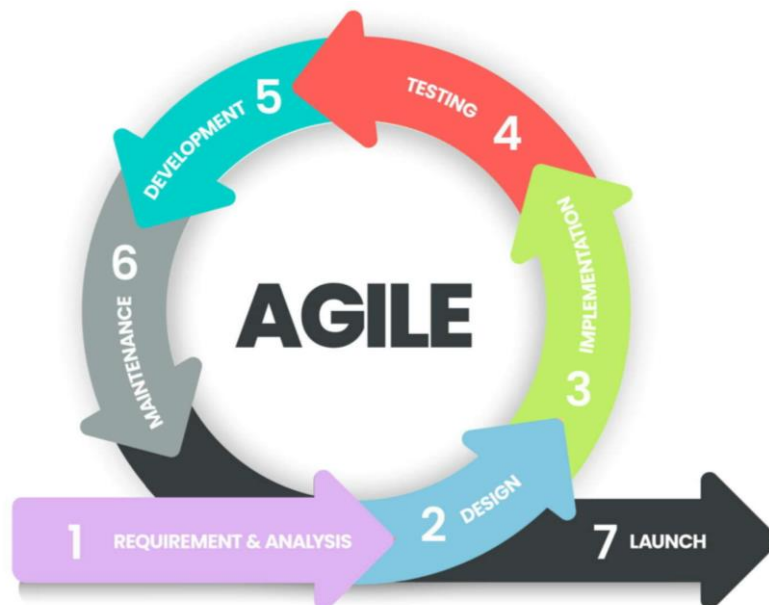 AGILE
1 REQUIREMENT & ANALYSIS
2 DESIGN
3 IMPLEMENTATION
4 TESTING
5 DEVELOPMENT
6 MAINTENANCE
7 LAUNCH